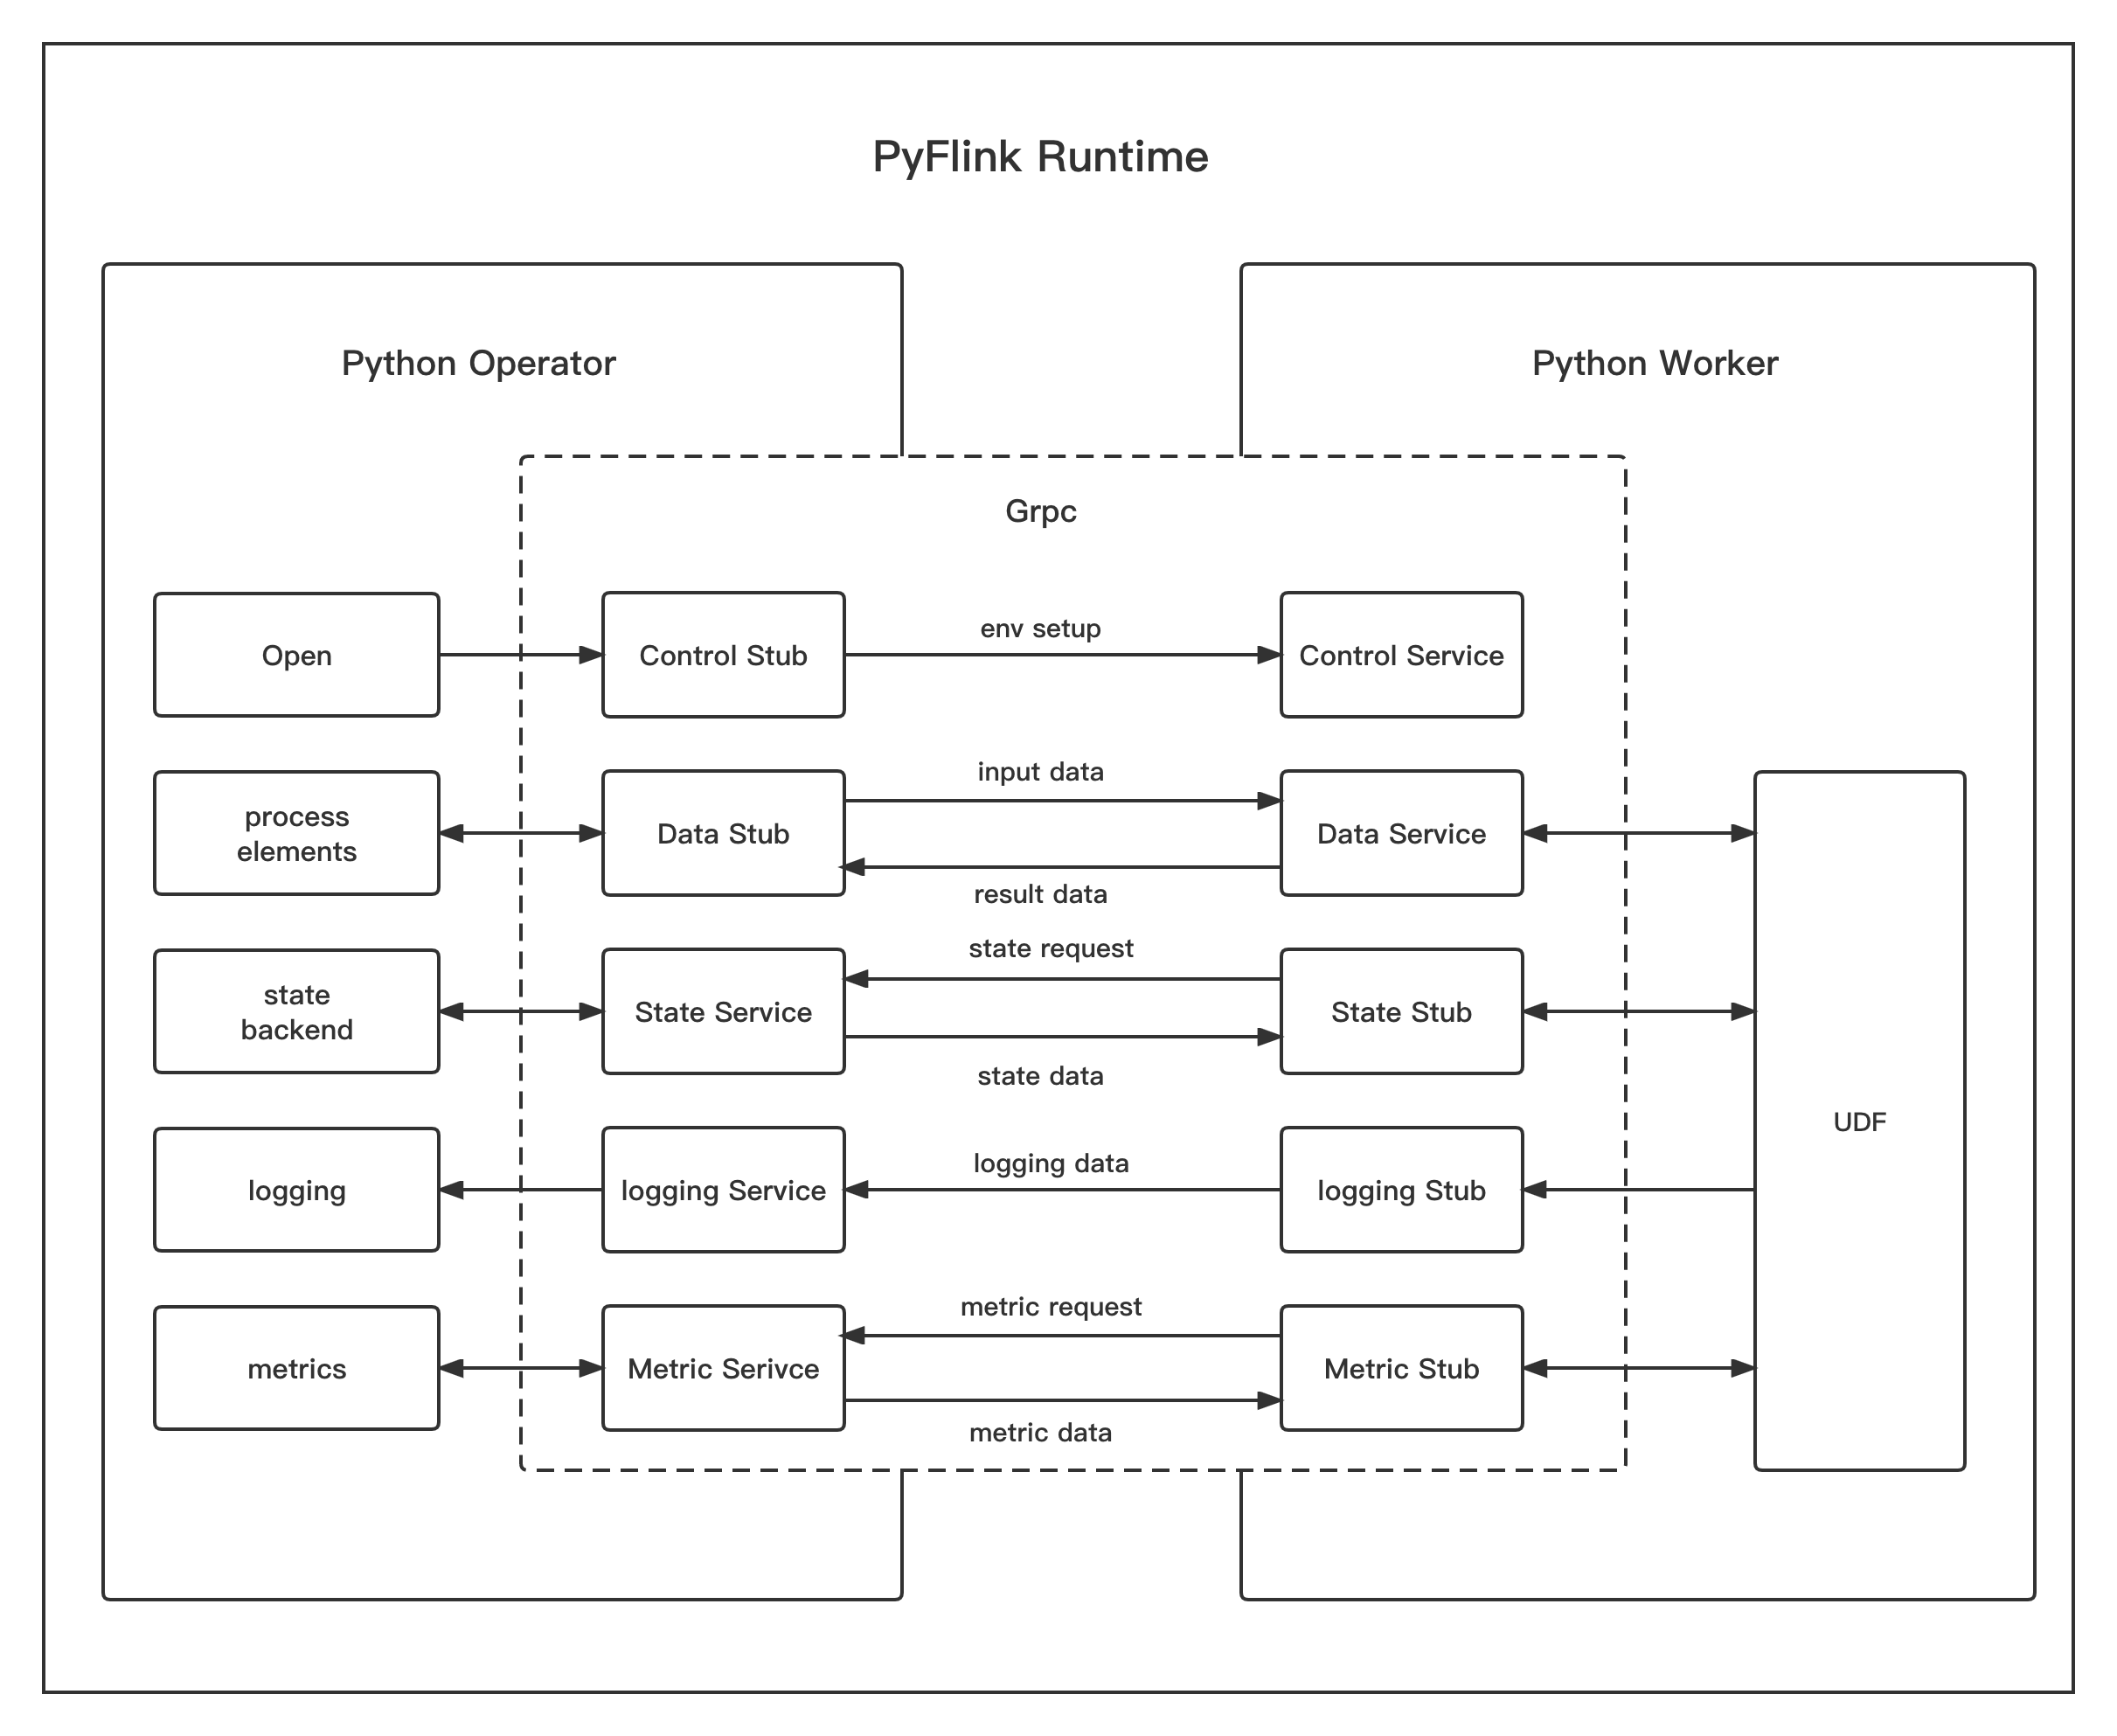 PyFlink Runtime
Python Operator
Python Worker
Grpc
Open
Control Stub
env setup
Control Service
process
elements
Data Stub
input data
result data
Data Service
state
backend
State Service
state request
state data
State Stub
UDF
logging
logging Service
logging data
logging Stub
metrics
Metric Serivce
metric request
metric data
Metric Stub